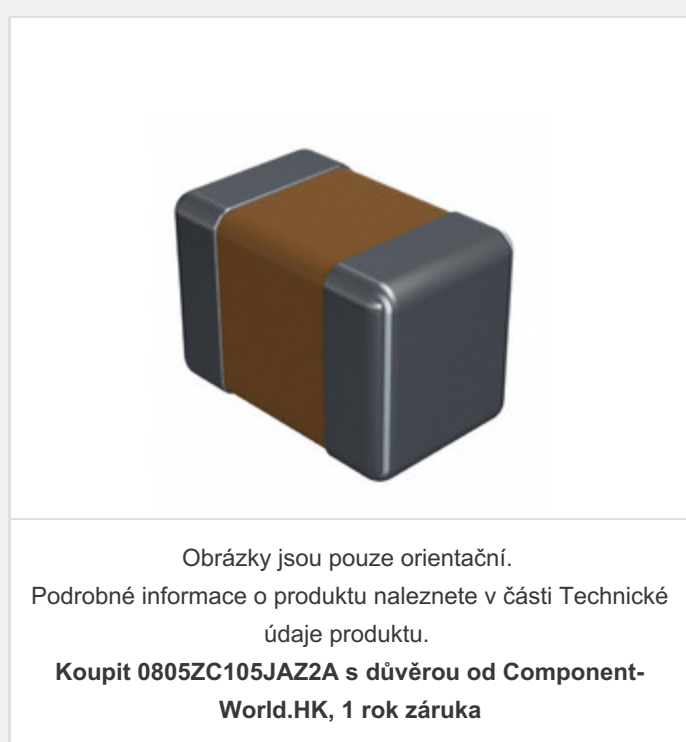 Obrázky jsou pouze orientační.
Podrobné informace o produktu naleznete v části Technické
údaje produktu.
Koupit 0805ZC105JAZ2A s důvěrou od Component-
World.HK, 1 rok záruka